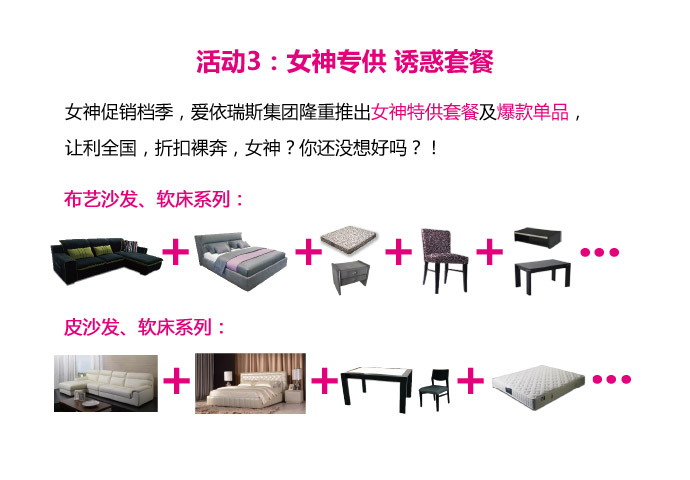 活动3：女神专供 诱惑套餐
女神促销档季，爱依瑞斯集团隆重推出女神特供套餐及爆款单品，
让利全国，折扣裸奔，女神？你还没想好吗？！
布艺沙发、软床系列：
+ + + + •••
皮沙发、软床系列：
+ + + •••